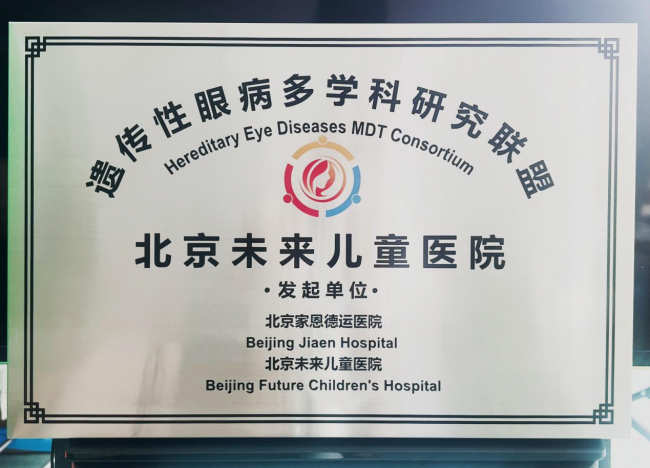 遗传性眼病多学科研究联盟
Hereditary Eye Diseases MDT Consortium
北京未来儿童医院
·发起单位·
北京家恩德运医院
Beijing Jiaen Hospital
北京未来儿童医院
Beijing Future Children's Hospital